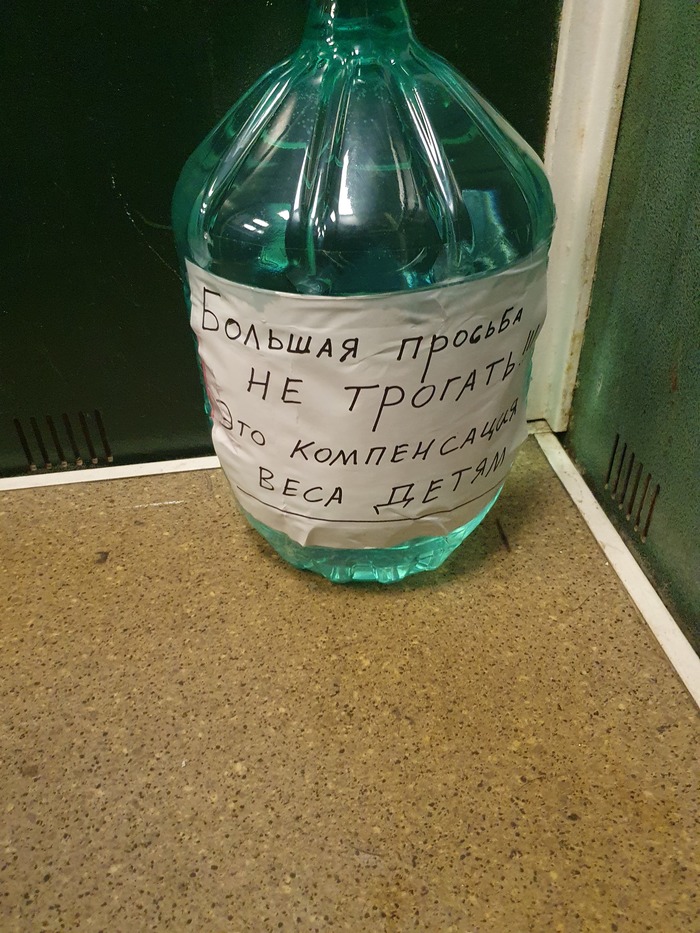 Большая просьба
НЕ ТРОГАТЬ!!!
Это КОМПЕНСАЦИЯ
ВЕСА ДЕТЯМ